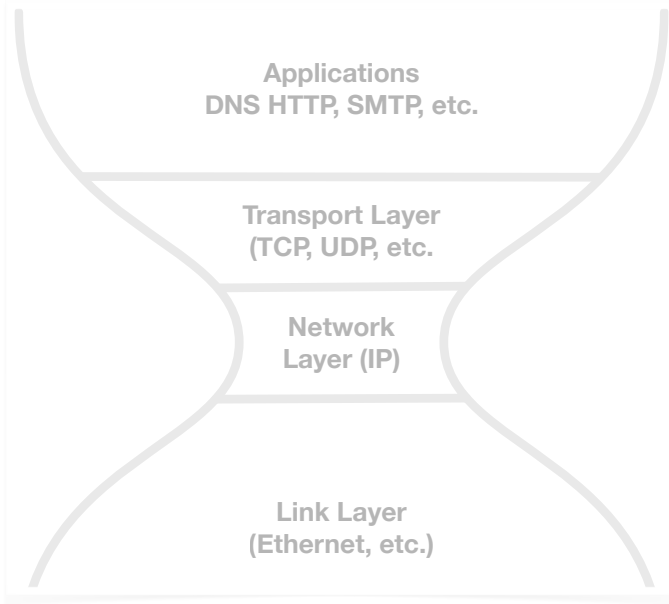 Applications
DNS HTTP, SMTP, etc.
Transport Layer
(TCP, UDP, etc.
Network
Layer (IP)
Link Layer
(Ethernet, etc.)